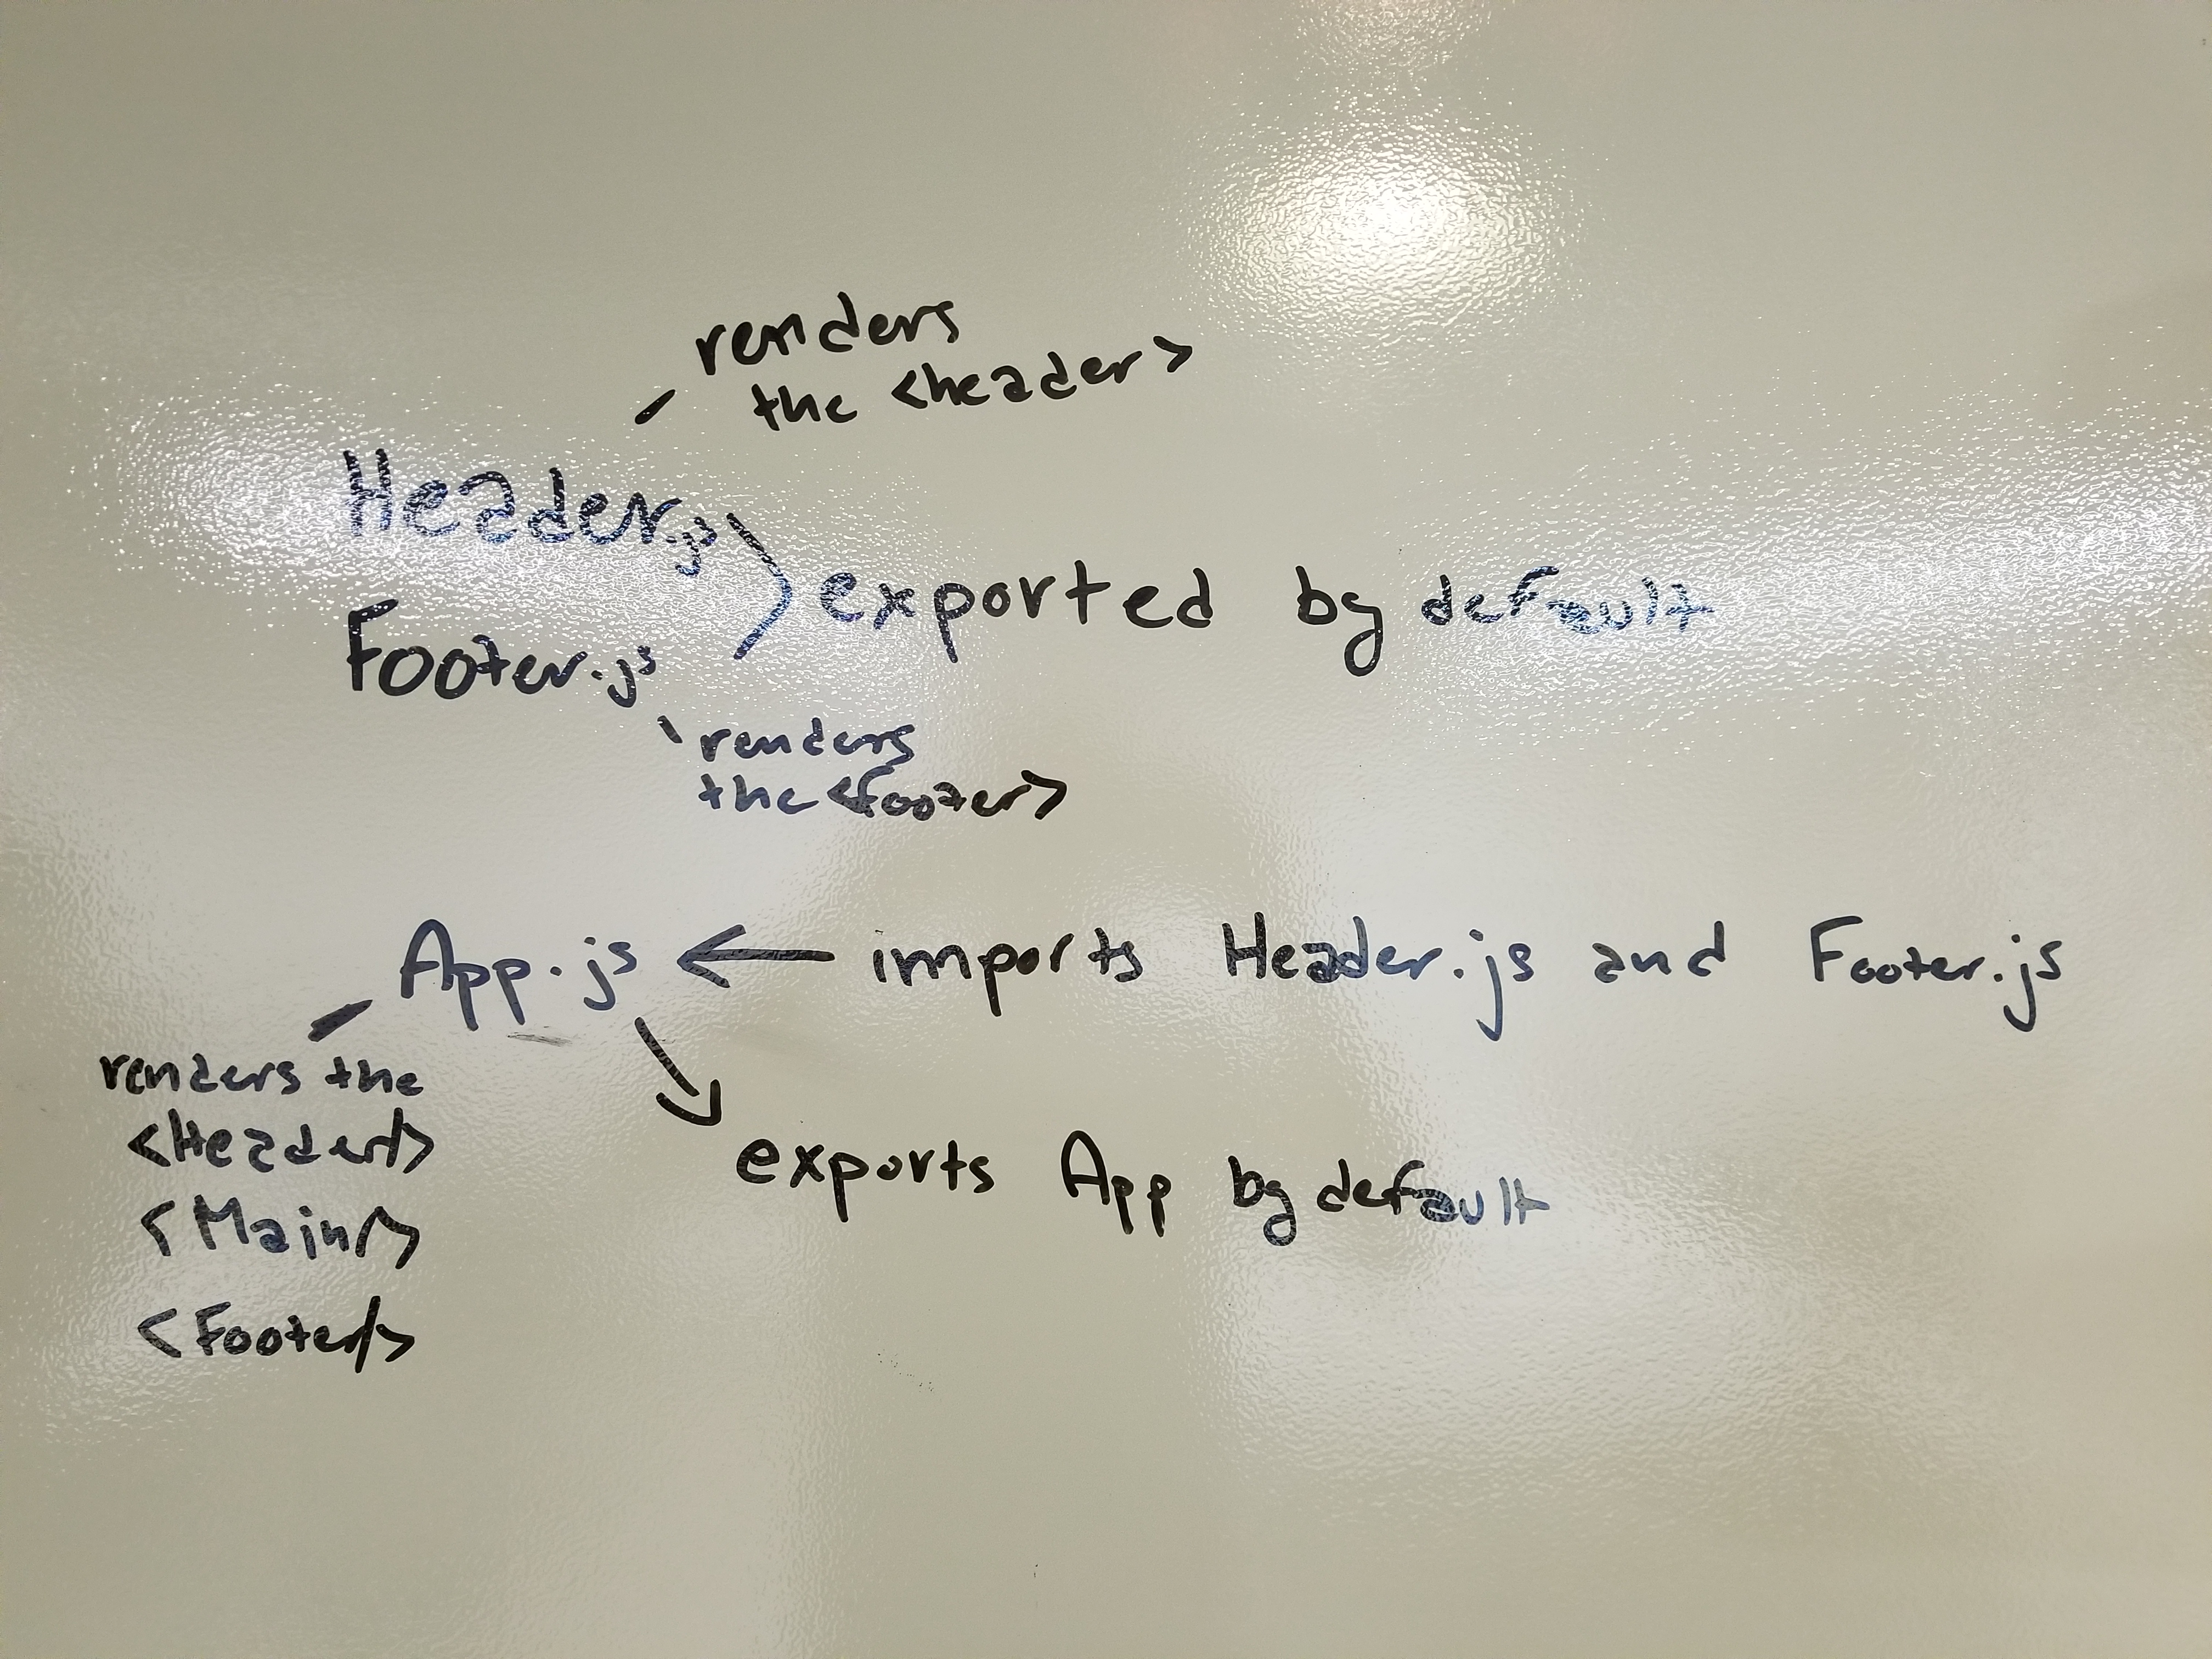 renders
the <header>
Header.js
exported by default
Footer.js
renders
the <footer>
App.js ← imports Header.js and Footer.js
renders the
<Header/>
<Main/>
<Footer/>
exports App by default